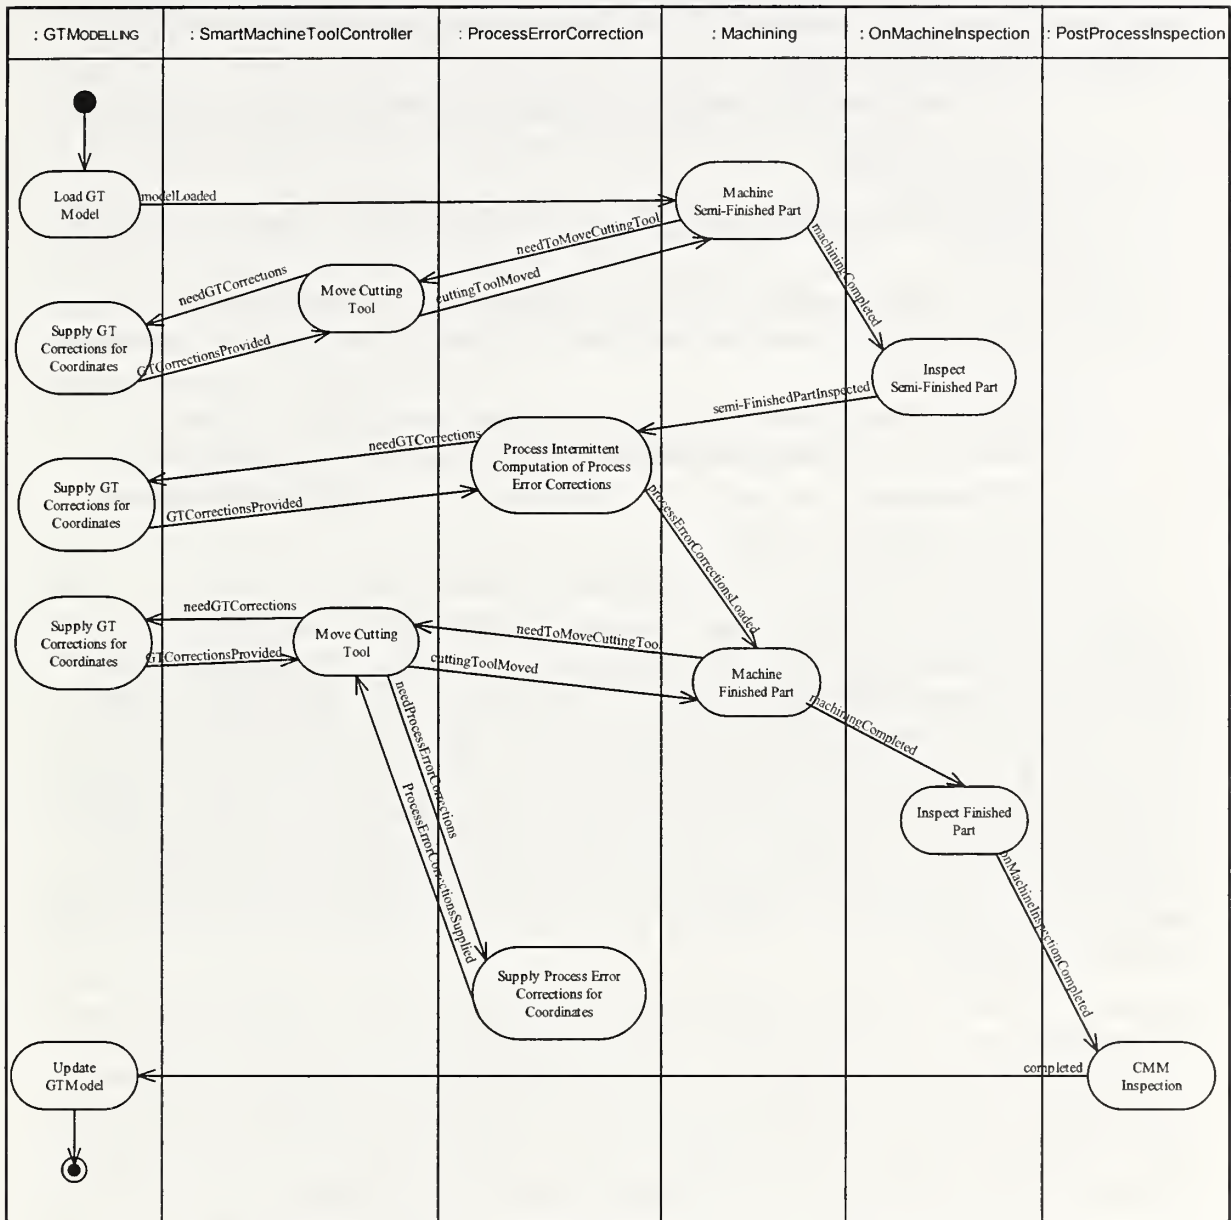 : GTMODELLING
: SmartMachineToolController
: ProcessErrorCorrection
: Machining
: OnMachineInspection
: PostProcessInspection
Load GT
Model
modelLoaded
Machine
Semi-Finished Part
needToMoveCuttingTool
cuttingToolMoved
machiningCompleted
needGTCorrections
Move Cutting
Tool
Supply GT
Corrections for
Coordinates
GTCorrectionsProvided
Inspect
Semi-Finished Part
semi-FinishedPartInspected
needGTCorrections
Process Intermittent
Computation of Process
Error Corrections
Supply GT
Corrections for
Coordinates
GTCorrectionsProvided
processErrorCorrectionsLoaded
needGTCorrections
Supply GT
Corrections for
Coordinates
GTCorrectionsProvided
Move Cutting
Tool
needToMoveCuttingTool
cuttingToolMoved
Machine
Finished Part
machiningCompleted
needProcessErrorCorrections
ProcessErrorCorrectionsSupplied
Inspect Finished
Part
onMachineInspectionCompleted
Supply Process Error
Corrections for
Coordinates
Update
GTModel
completed
CMM
Inspection